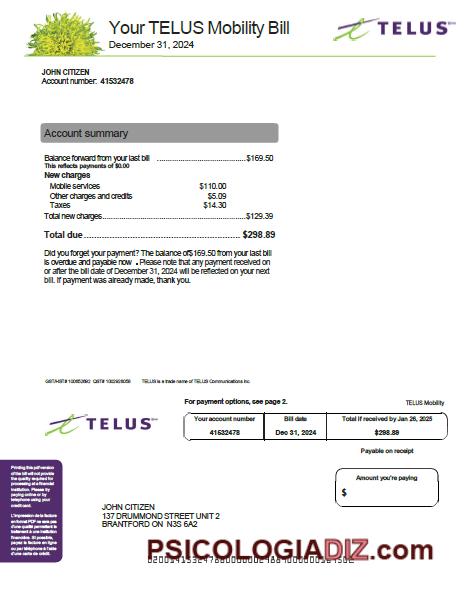 Your TELUS Mobility Bill
December 31, 2024
TELUS
JOHN CITIZEN
Account number: 41532478
Account summary
Balance forward from your last bill ................................$169.50
This reflects payments of $0.00
New charges
Mobile services $110.00
Other charges and credits $5.09
Taxes $14.30
Total new charges....................................................$129.39
Total due ................................................... $298.89
Did you forget your payment? The balance of $169.50 from your last bill
is overdue and payable now . Please note that any payment received on
or after the bill date of December 31, 2024 will be reflected on your next
bill. If payment was already made, thank you.
TELUS is a trade name of TELUS Communications Inc
For payment options, see page 2.
TELUS Mobility
TELUS
Your account number Bill date Total if received by Jan 26, 2025
41532478 Dec 31, 2024 $298.89
Payable on receipt
Amount you're paying
$
Printing this pdf version
of the bill will not provide
the quality required for
processing at a financial
institution. Please try
paying online or by
telephone using your
credit card.
L'impression de la facture
en format PDF ne sera pas
d'une qualité permettant le
traitement à une institution
financière. Si possible,
payez la facture en ligne
ou par téléphone à l'aide
d'une carte de crédit.
JOHN CITIZEN
137 DRUMMOND STREET UNIT 2
BRANTFORD ON N3S 6A2
PSICOLOGIADIZ.com